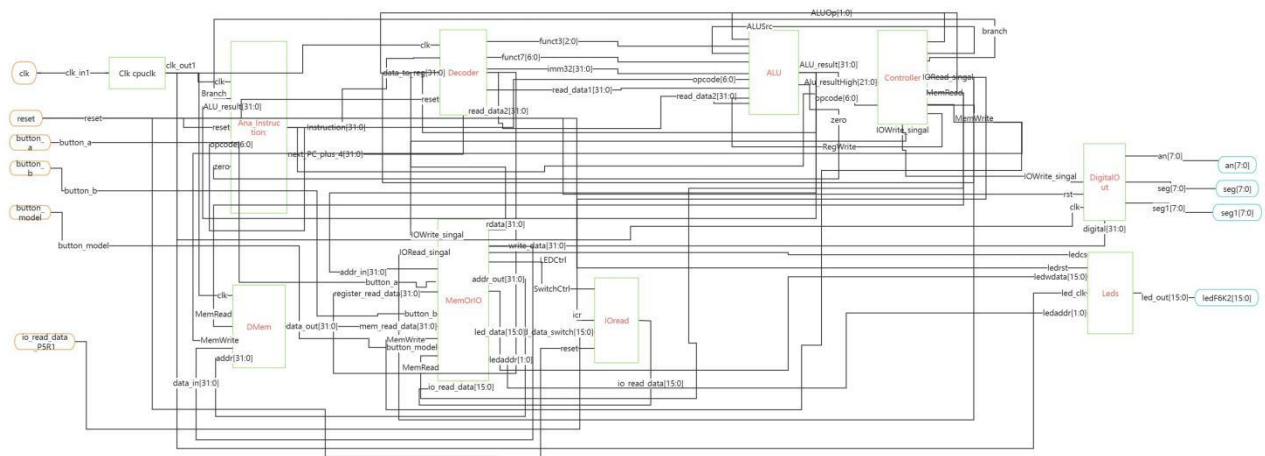 clk
clk_in1
Clk cpuclk
clk_out1
reset
reset
button_
a
button_a
button_
b
button_b
button_
model
button_model
io_read_data
_P5R1
clk
Branch
ALU_result[31:0]
reset
Ana_Instruction
opcode[6:0]
zero
Instruction[31:0]
next_PC_plus_4[31:0]
clk
data_to_reg[31:0]
Decoder
reset
read_data2[31:0]
funct3[2:0]
funct7[6:0]
imm32[31:0]
opcode[6:0]
read_data1[31:0]
read_data2[31:0]
ALUOp[1:0]
ALUSrc
ALU
ALU_result[31:0]
Alu_resultHigh[21:0]
opcode[6:0]
zero
RegWrite
Controller
branch
IORead_singal
MemRead
MemWrite
IOWrite_singal
IOWrite_singal
rst
clk
digital[31:0]
DigitalO
ut
an[7:0]
seg[7:0]
seg1[7:0]
an[7:0]
seg[7:0]
seg1[7:0]
clk
MemRead
DMem
MemWrite
addr[31:0]
data_in[31:0]
data_out[31:0]
IOWrite_singal
IORead_singal
addr_in[31:0]
button_a
register_read_data[31:0]
button_b
mem_read_data[31:0]
MemWrite
button_model
MemRead
io_read_data[15:0]
MemOrIO
rdata[31:0]
write_data[31:0]
LEDCtrl
addr_out[31:0]
SwitchCtrl
led_data[15:0]
ledaddr[1:0]
icr
d_data_switch[15:0]
reset
IOread
io_read_data[15:0]
ledcs
ledrst
ledwdata[15:0]
led_clk
ledaddr[1:0]
Leds
led_out[15:0]
ledF6K2[15:0]